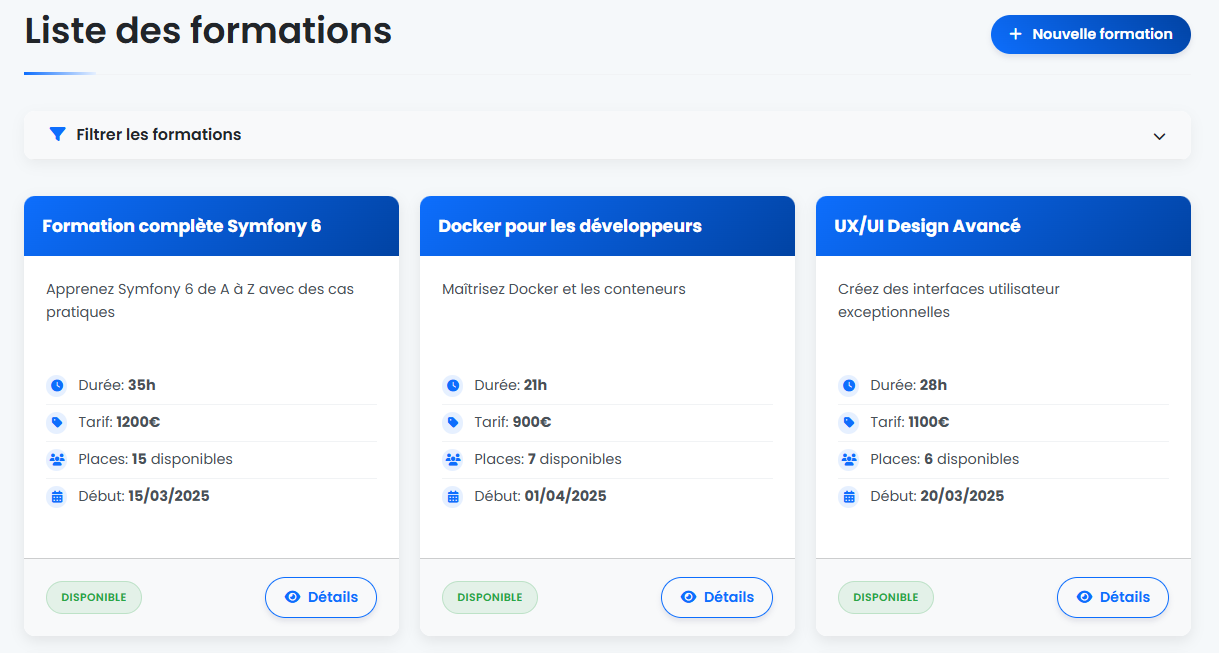 Liste des formations
+ Nouvelle formation
Filtrer les formations
Formation complète Symfony 6
Apprenez Symfony 6 de A à Z avec des cas
pratiques
Durée: 35h
Tarif: 1200€
Places: 15 disponibles
Début: 15/03/2025
DISPONIBLE
Détails
Docker pour les développeurs
Maîtrisez Docker et les conteneurs
Durée: 21h
Tarif: 900€
Places: 7 disponibles
Début: 01/04/2025
DISPONIBLE
Détails
UX/UI Design Avancé
Créez des interfaces utilisateur
exceptionnelles
Durée: 28h
Tarif: 1100€
Places: 6 disponibles
Début: 20/03/2025
DISPONIBLE
Détails